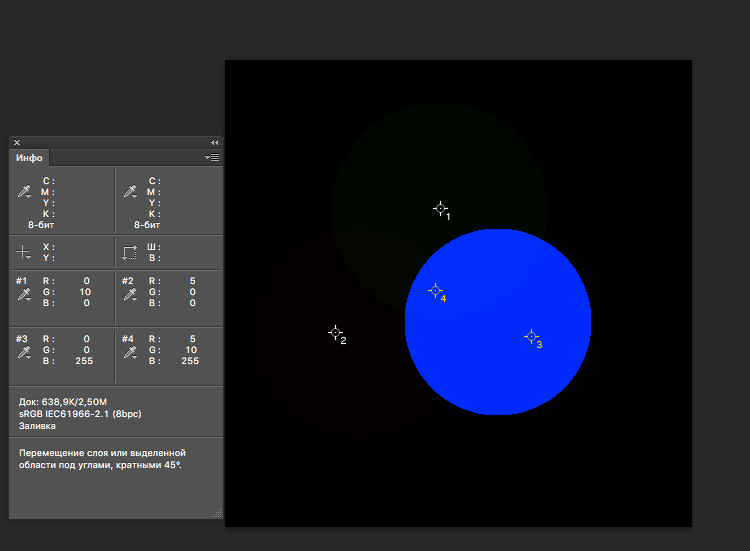 Инфо
C :
M :
Y :
K :
8-бит
C :
M :
Y :
K :
8-бит
X :
Y :
Ш :
В :
#1 R : 0
G : 10
B : 0
#2 R : 5
G : 0
B : 0
#3 R : 0
G : 0
B : 255
#4 R : 5
G : 10
B : 255
Док: 638,9K/2,50M
sRGB IEC61966-2.1 (8bpc)
Заливка
Перемещение слоя или выделенной
области под углами, кратными 45°.
1
4
2
3